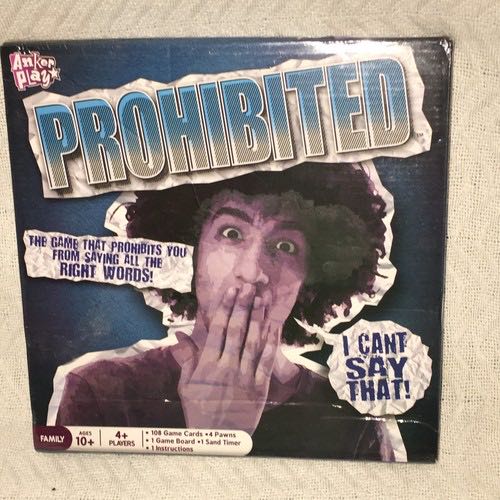 Anker
play
PROHIBITED
THE GAME THAT PROHIBITS YOU
FROM SAYING ALL THE
RIGHT WORDS!
I CANT
SAY
THAT!
FAMILY
AGES
10+
4+
PLAYERS
• 108 Game Cards • 4 Pawns
• 1 Game Board • 1 Sand Timer
• 1 Instructions